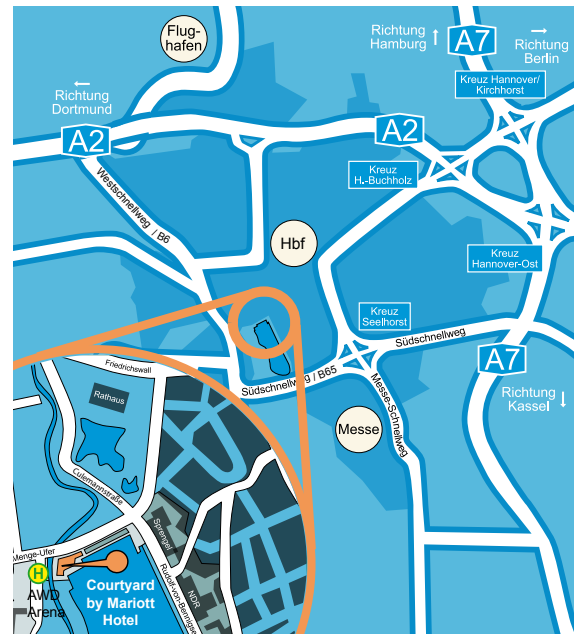 Flug-
hafen
Richtung
Hamburg
A7
Richtung
Berlin
Kreuz Hannover/
Kirchhorst
Richtung
Dortmund
A2
A2
Kreuz
H.-Buchholz
Westschnellweg / B6
Hbf
Kreuz
Hannover-Ost
Kreuz
Seelhorst
Südschnellweg
Südschnellweg / B65
A7
Richtung
Kassel
Messe-Schnellweg
Messe
Friedrichswall
Rathaus
Culemannstraße
Sprengel
NDR
Rudolf-von-Bennigse
Menge-Ufer
H
AWD
Arena
Courtyard
by Mariott
Hotel